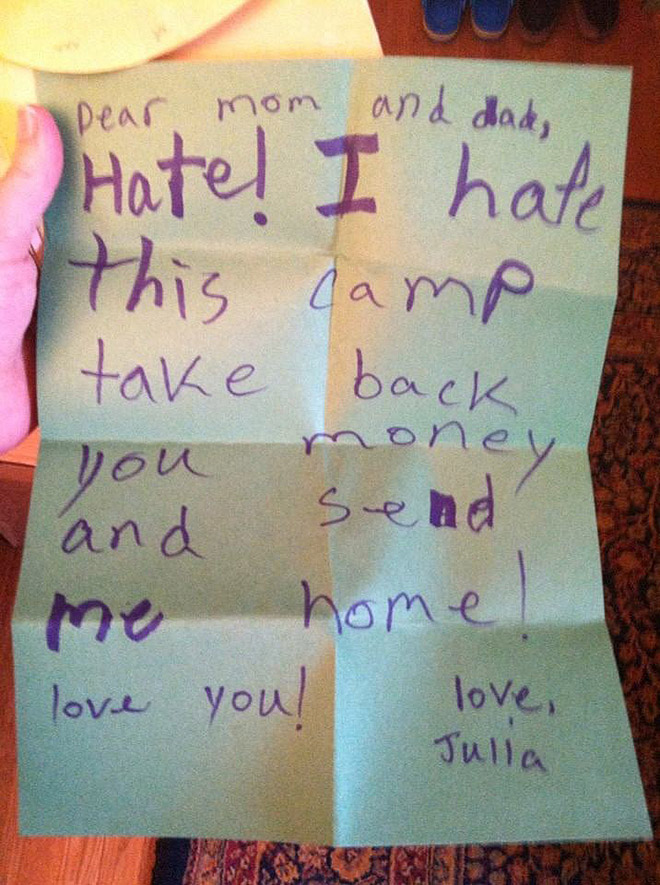 Dear mom and dad,
Hate! I hate
this camp
take back
you money
and send
me home!
love you! love,
Julia